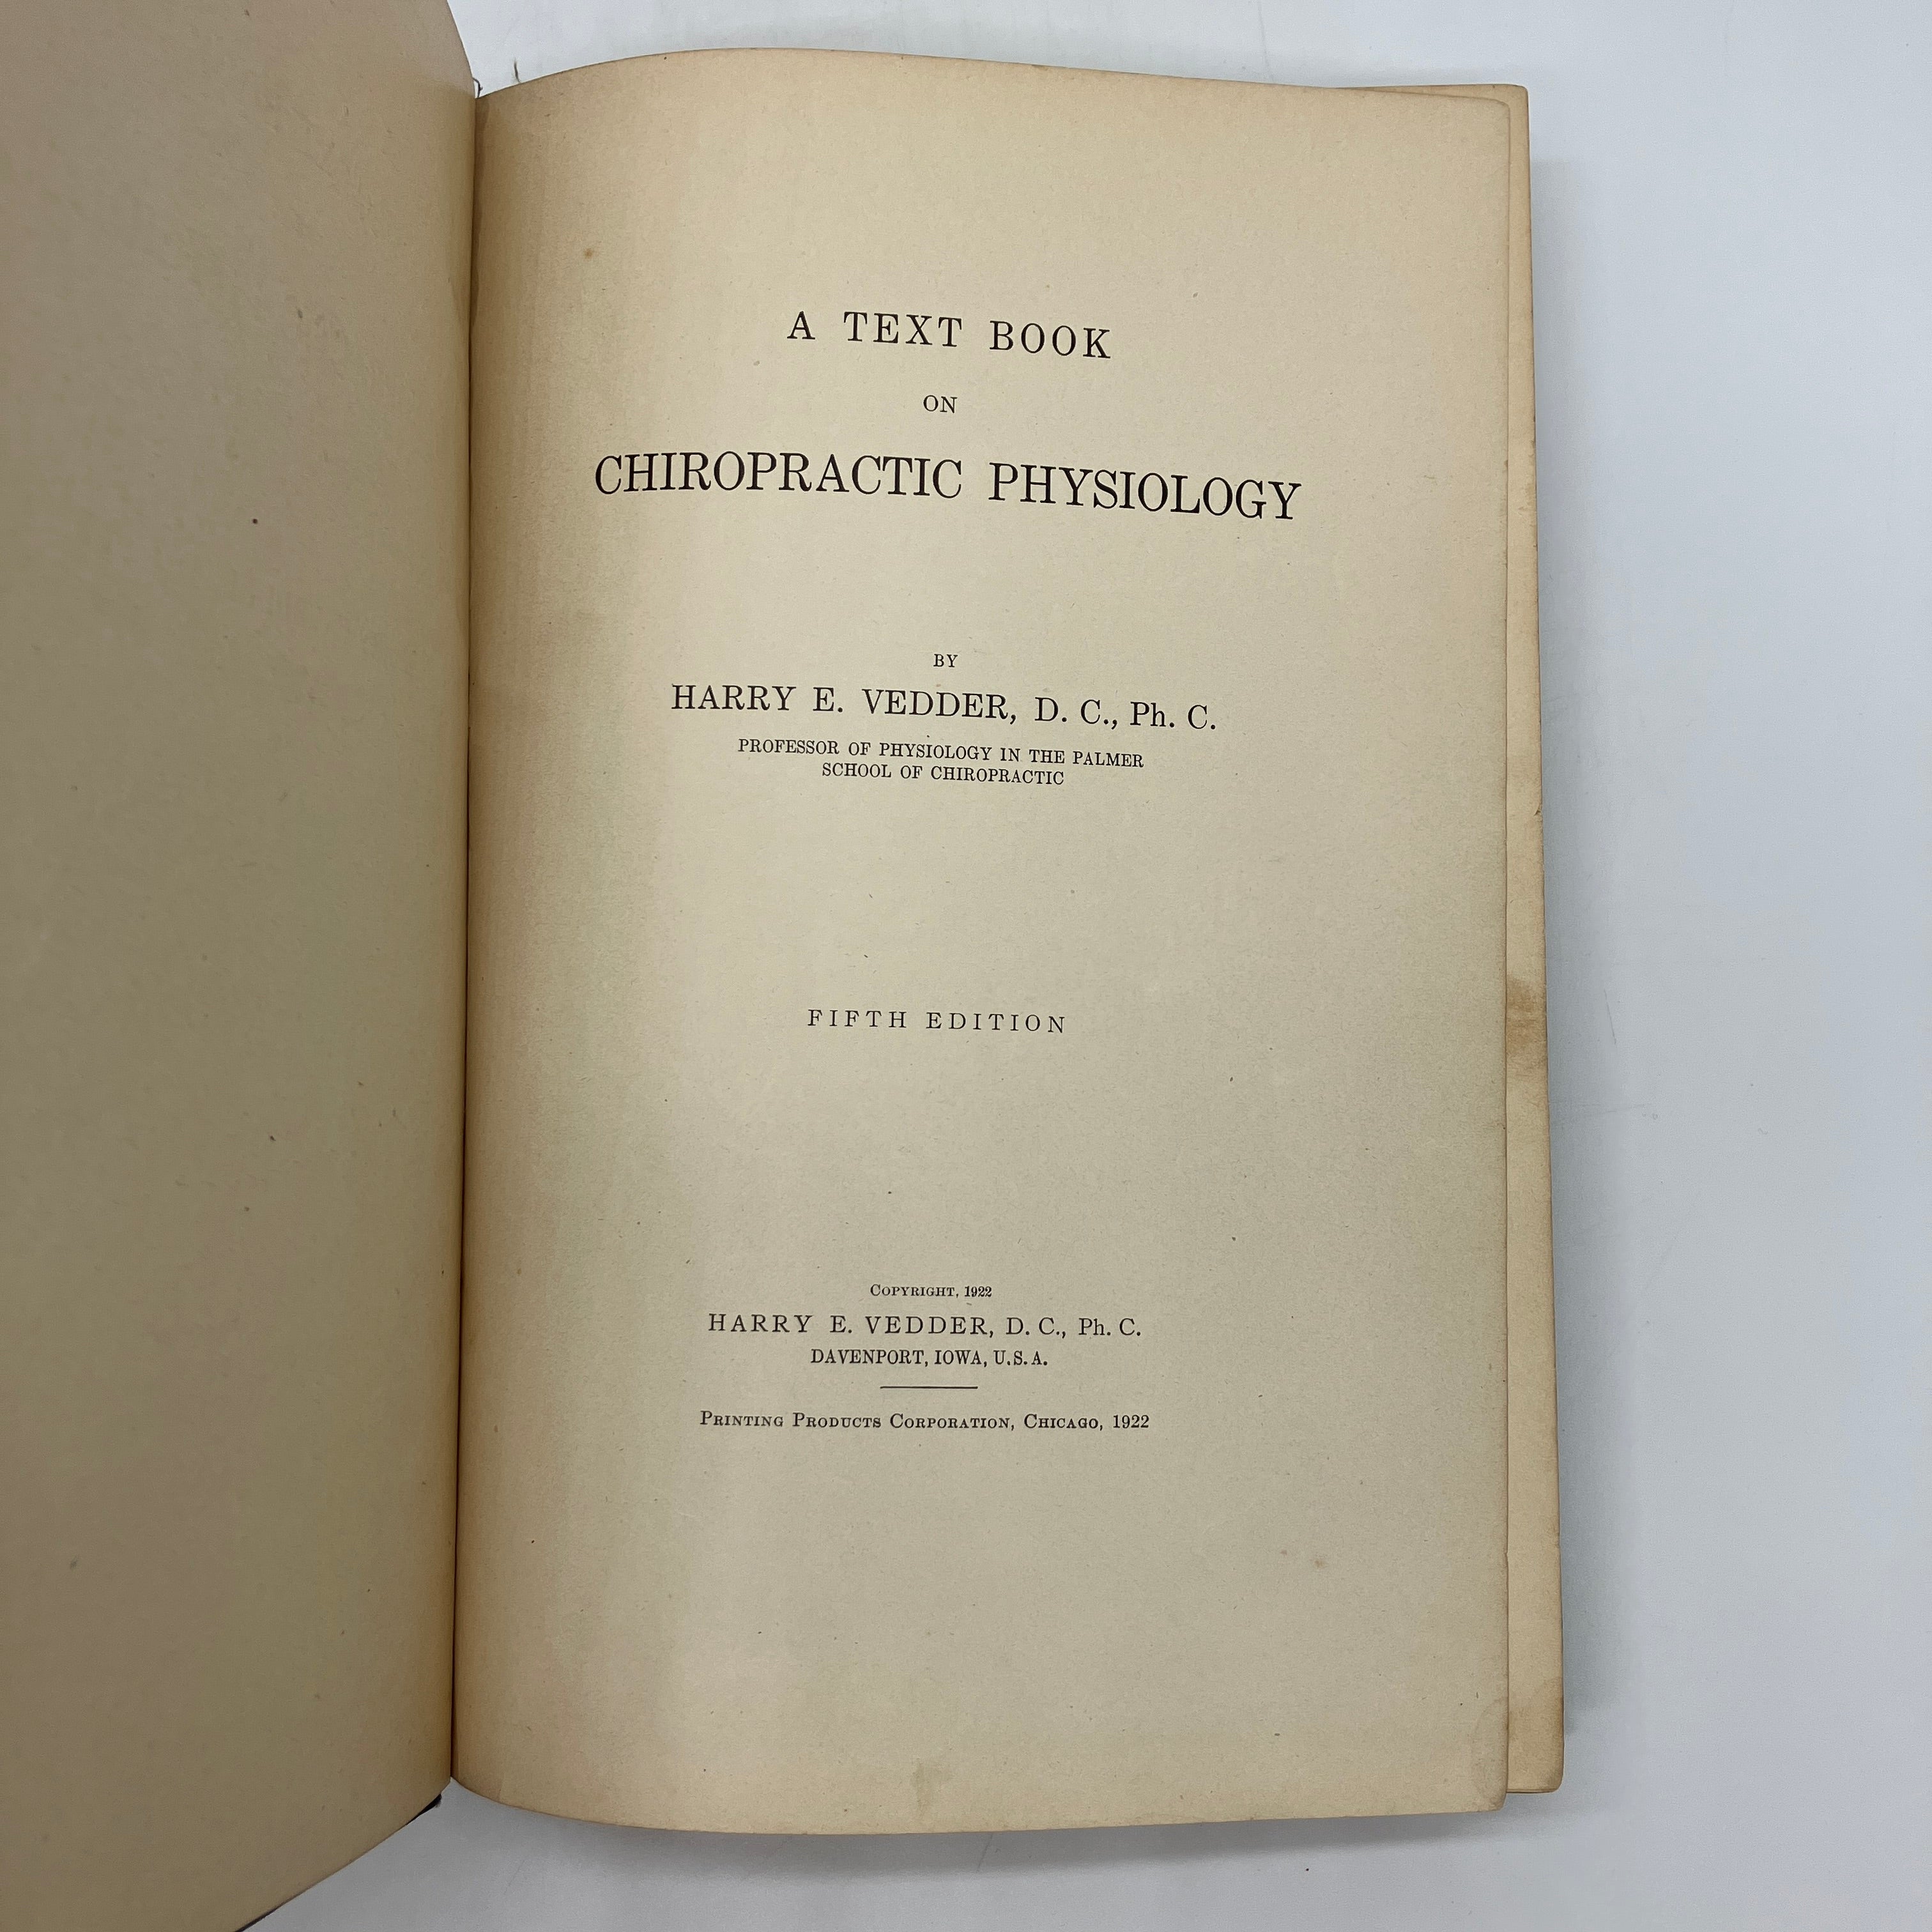 A TEXT BOOK
ON
CHIROPRACTIC PHYSIOLOGY
BY
HARRY E. VEDDER, D. C., Ph. C.
PROFESSOR OF PHYSIOLOGY IN THE PALMER
SCHOOL OF CHIROPRACTIC
FIFTH EDITION
COPYRIGHT, 1922
HARRY E. VEDDER, D. C., Ph. C.
DAVENPORT, IOWA, U.S.A.
PRINTING PRODUCTS CORPORATION, CHICAGO, 1922